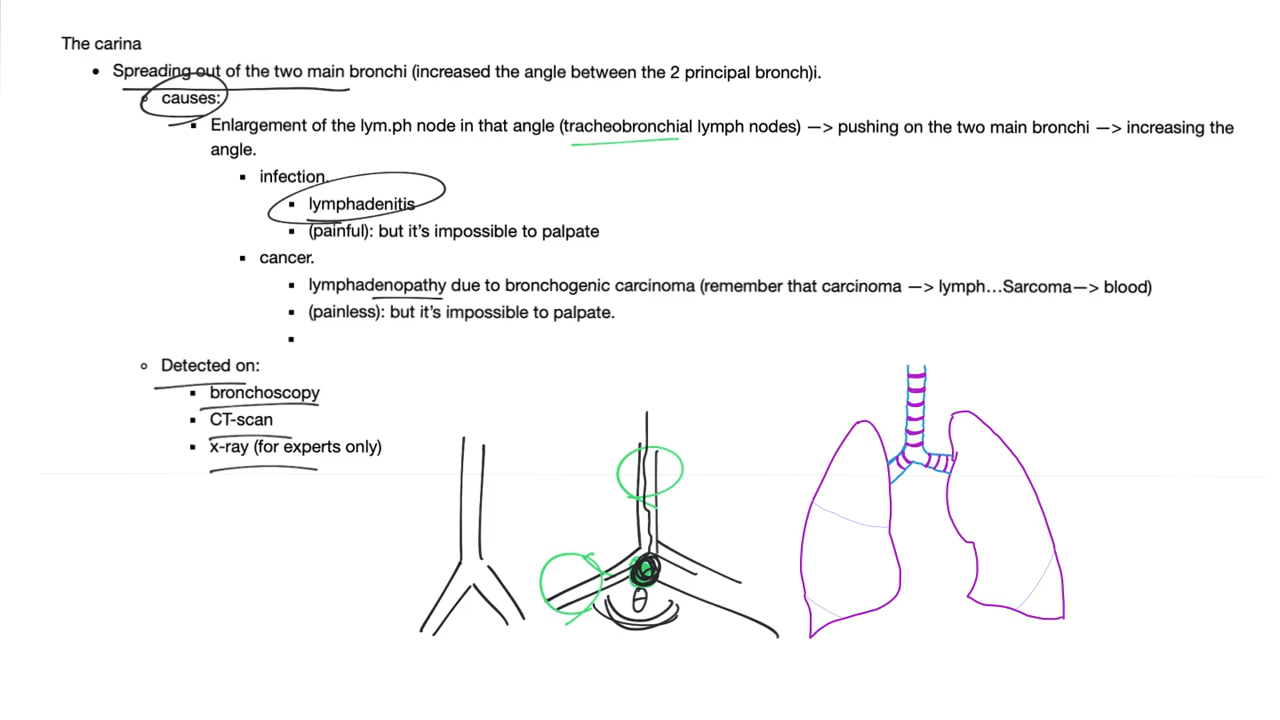 The carina
• Spreading out of the two main bronchi (increased the angle between the 2 principal bronch)i.
causes:
▪ Enlargement of the lym.ph node in that angle (tracheobronchial lymph nodes) —> pushing on the two main bronchi —> increasing the
angle.
▪ infection.
▪ lymphadenitis
▪ (painful): but it's impossible to palpate
▪ cancer.
▪ lymphadenopathy due to bronchogenic carcinoma (remember that carcinoma —> lymph...Sarcoma—> blood)
▪ (painless): but it's impossible to palpate.
▪
◦ Detected on:
▪ bronchoscopy
▪ CT-scan
▪ x-ray (for experts only)
θ